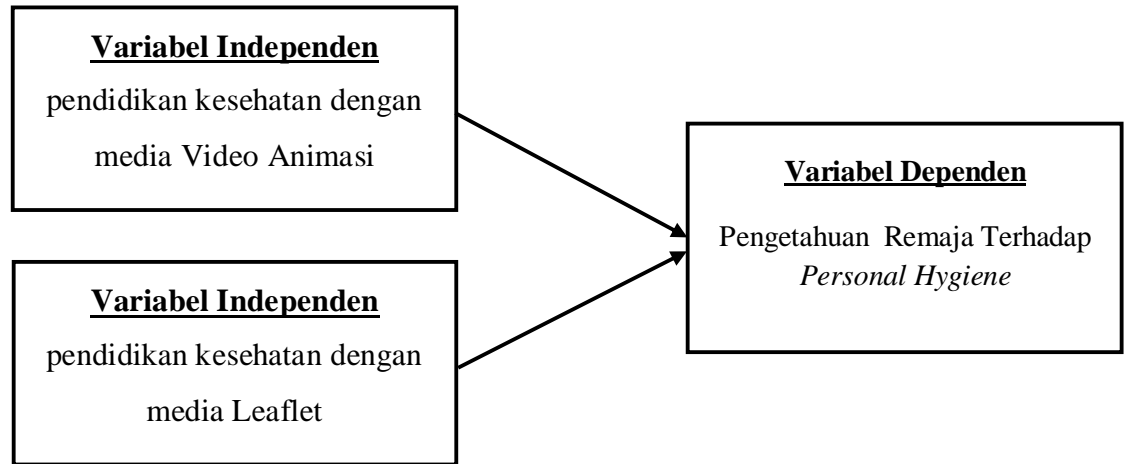 Variabel Independen
pendidikan kesehatan dengan
media Video Animasi
Variabel Dependen
Pengetahuan Remaja Terhadap
Personal Hygiene
Variabel Independen
pendidikan kesehatan dengan
media Leaflet